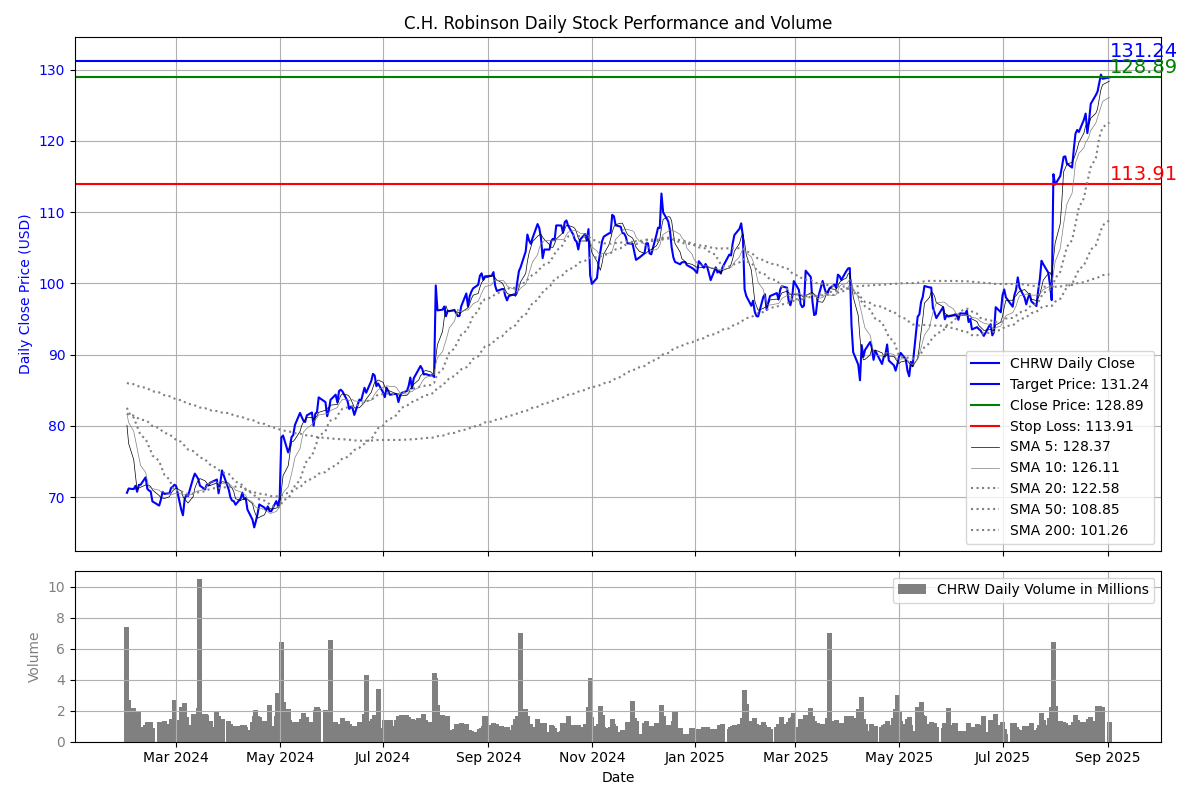 C.H. Robinson Daily Stock Performance and Volume
131.24
128.89
113.91
Daily Close Price (USD)
130
120
110
100
90
80
70
CHRW Daily Close
Target Price: 131.24
Close Price: 128.89
Stop Loss: 113.91
SMA 5: 128.37
SMA 10: 126.11
SMA 20: 122.58
SMA 50: 108.85
SMA 200: 101.26
Volume
10
8
6
4
2
0
CHRW Daily Volume in Millions
Mar 2024 May 2024 Jul 2024 Sep 2024 Nov 2024 Jan 2025 Mar 2025 May 2025 Jul 2025 Sep 2025
Date